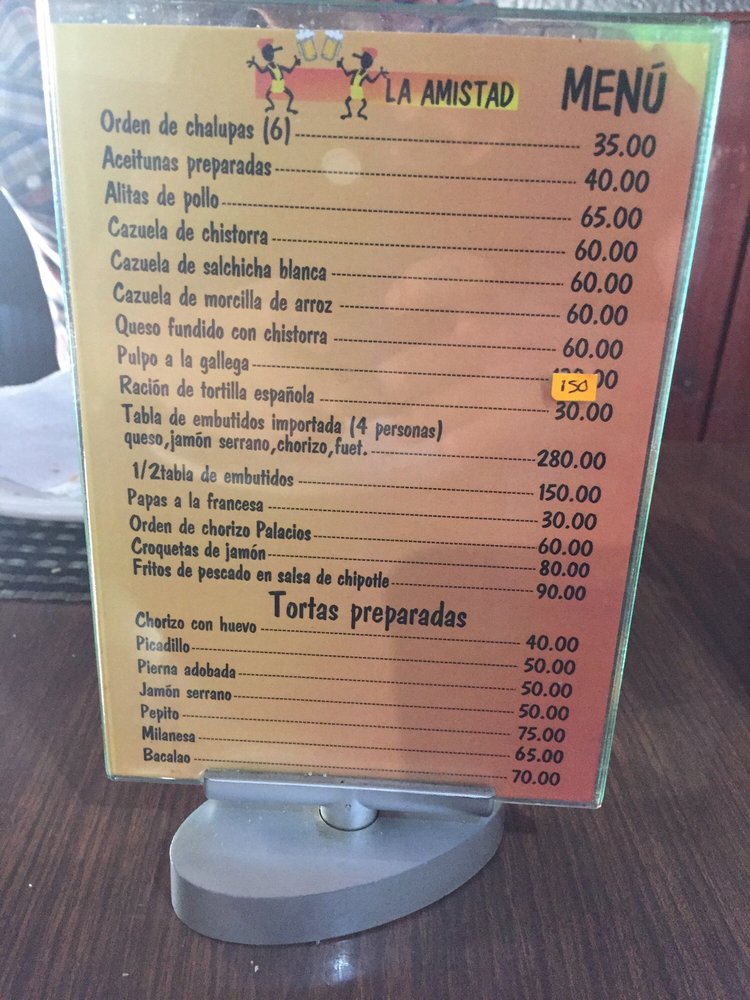 LA AMISTAD MENÚ
Orden de chalupas (6) 35.00
Aceitunas preparadas 40.00
Alitas de pollo 65.00
Cazuela de chistorra 60.00
Cazuela de salchicha blanca 60.00
Cazuela de morcilla de arroz 60.00
Queso fundido con chistorra 60.00
Pulpo a la gallega 150
Ración de tortilla española 30.00
Tabla de embutidos importada (4 personas)
queso,jamón serrano,chorizo,fuet. 280.00
1/2tabla de embutidos 150.00
Papas a la francesa 30.00
Orden de chorizo Palacios 60.00
Croquetas de jamón 80.00
Fritos de pescado en salsa de chipotle 90.00
Tortas preparadas
Chorizo con huevo 40.00
Picadillo 50.00
Pierna adobada 50.00
Jamón serrano 50.00
Pepito 75.00
Milanesa 65.00
Bacalao 70.00